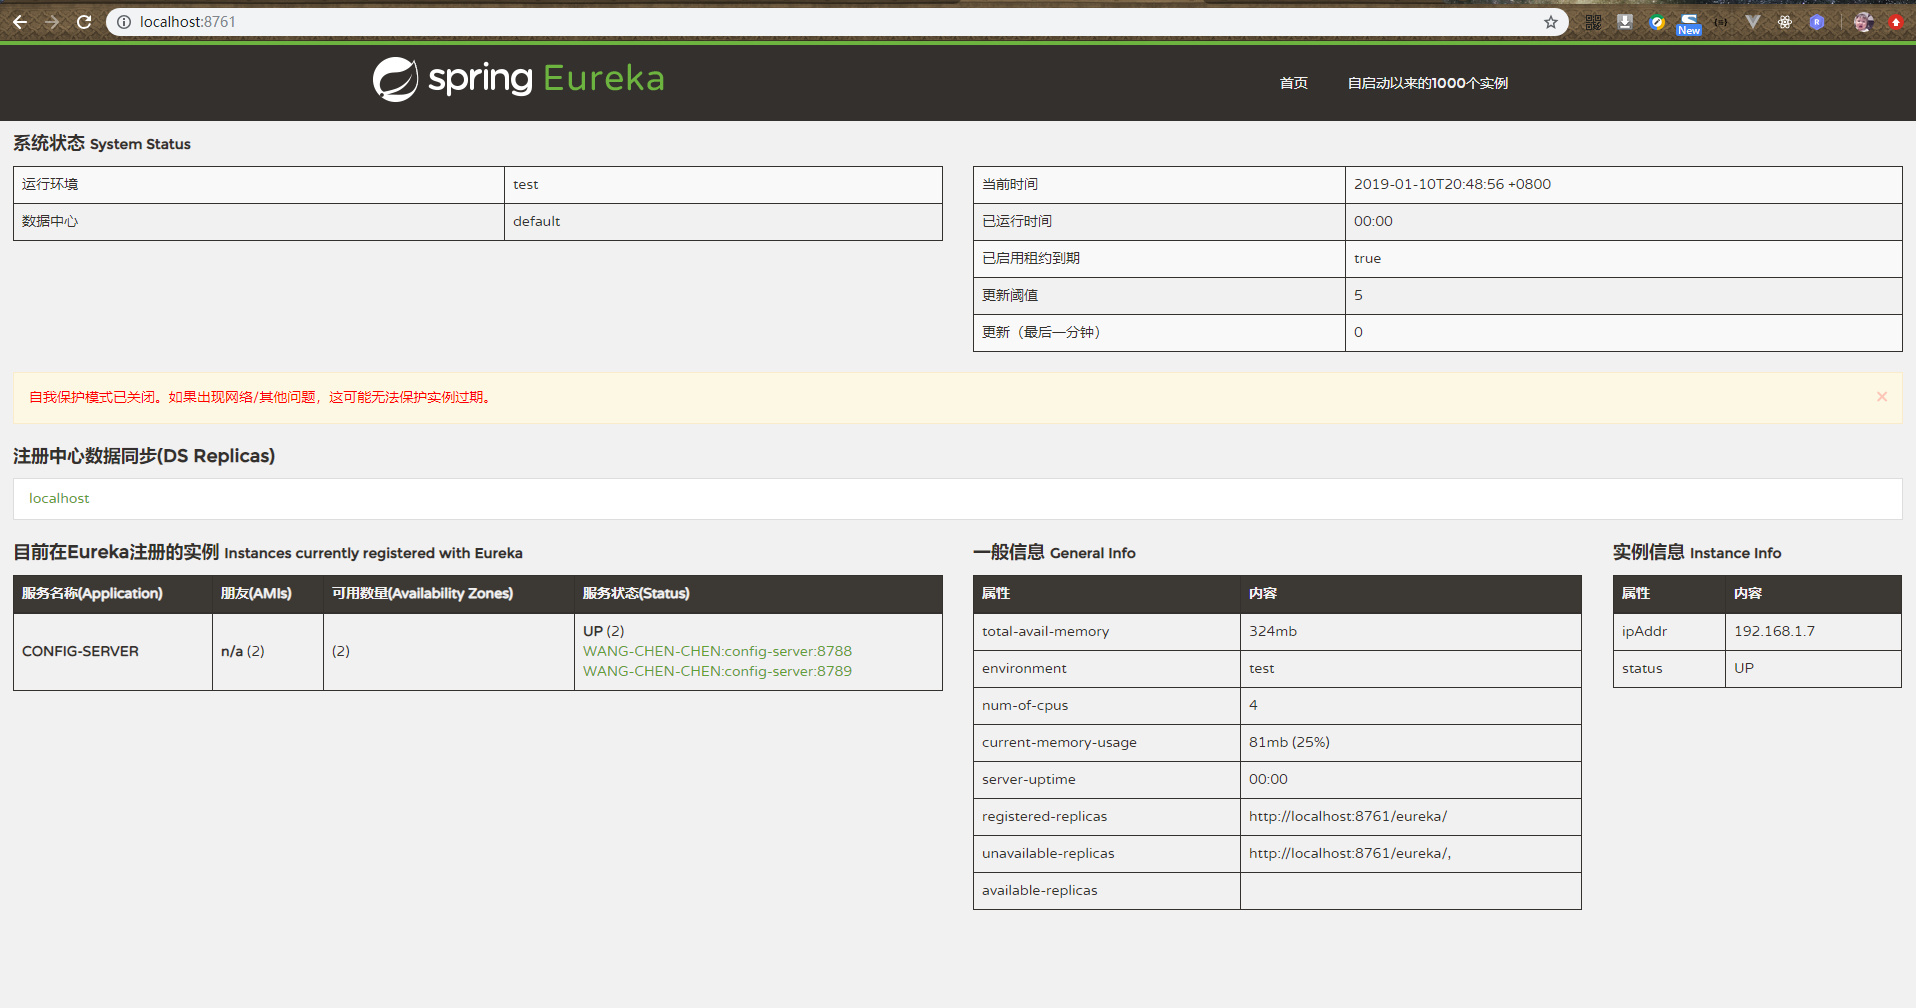 localhost:8761
New
spring Eureka
首页 自启动以来的1000个实例
系统状态 System Status
运行环境 test
数据中心 default
当前时间 2019-01-10T20:48:56 +0800
已运行时间 00:00
已启用租约到期 true
更新阈值 5
更新（最后一分钟） 0
自我保护模式已关闭。如果出现网络/其他问题，这可能无法保护实例过期。 ×
注册中心数据同步(DS Replicas)
localhost
目前在Eureka注册的实例 Instances currently registered with Eureka
服务名称(Application) 朋友(AMIs) 可用数量(Availability Zones) 服务状态(Status)
CONFIG-SERVER n/a (2) (2) UP (2)
WANG-CHEN-CHEN:config-server:8788
WANG-CHEN-CHEN:config-server:8789
一般信息 General Info
属性 内容
total-avail-memory 324mb
environment test
num-of-cpus 4
current-memory-usage 81mb (25%)
server-uptime 00:00
registered-replicas http://localhost:8761/eureka/
unavailable-replicas http://localhost:8761/eureka/,
available-replicas
实例信息 Instance Info
属性 内容
ipAddr 192.168.1.7
status UP